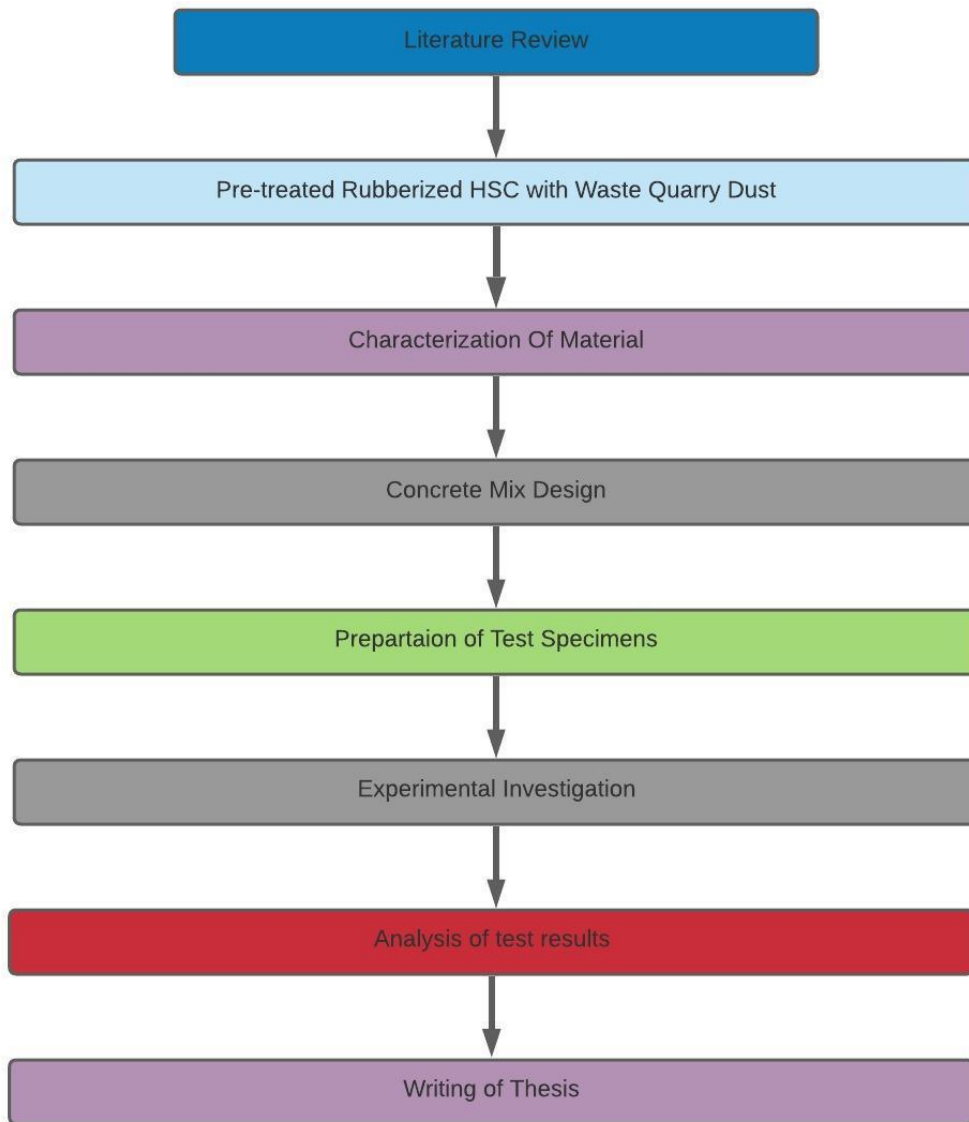 Literature Review
Pre-treated Rubberized HSC with Waste Quarry Dust
Characterization Of Material
Concrete Mix Design
Prepartaion of Test Specimens
Experimental Investigation
Analysis of test results
Writing of Thesis